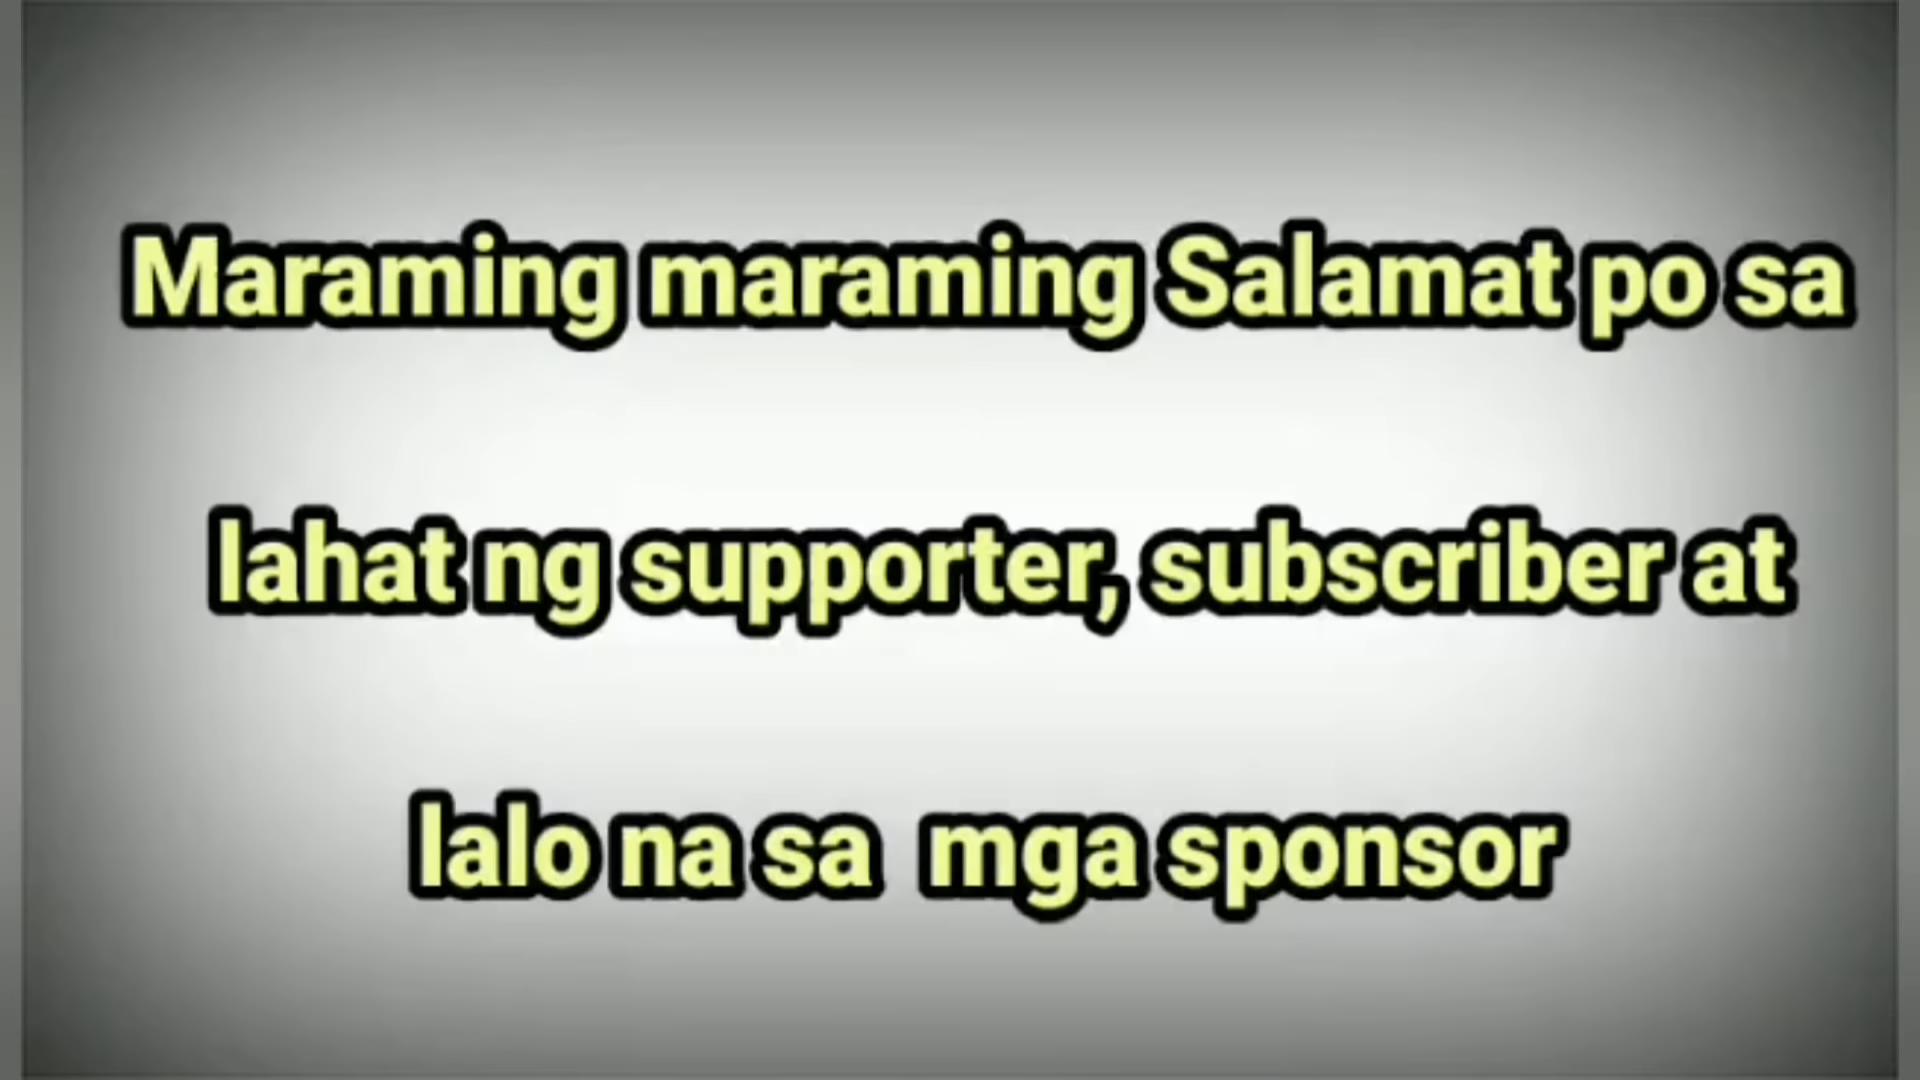 Maraming maraming Salamat po sa
lahat ng supporter, subscriber at
lalo na sa  mga sponsor